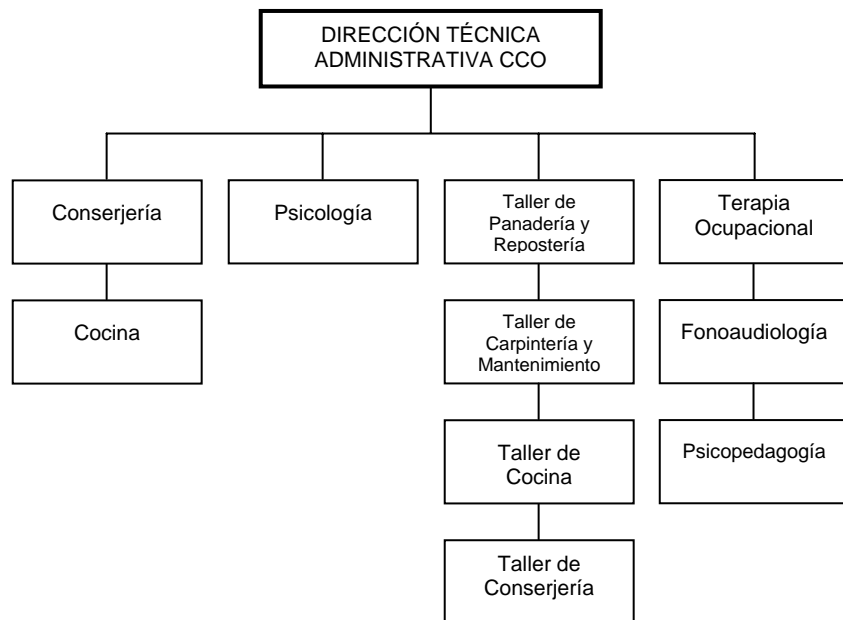 DIRECCIÓN TÉCNICA
ADMINISTRATIVA CCO
Conserjería
Psicología
Taller de
Panadería y
Repostería
Terapia
Ocupacional
Cocina
Taller de
Carpintería y
Mantenimiento
Fonoaudiología
Taller de
Cocina
Psicopedagogía
Taller de
Conserjería